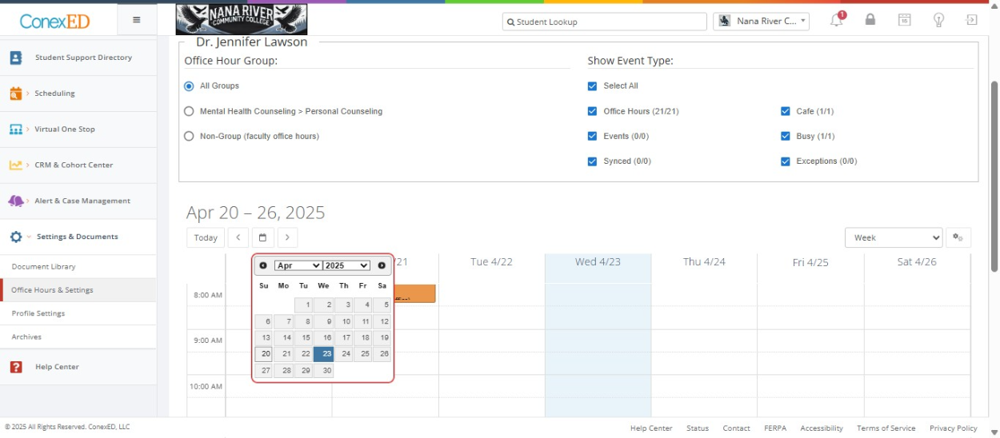 ConexED
NANA RIVER
COMMUNITY COLLEGE
Student Lookup
Nana River C...
1
16
Student Support Directory
Scheduling
Virtual One Stop
CRM & Cohort Center
Alert & Case Management
Settings & Documents
Document Library
Office Hours & Settings
Profile Settings
Archives
Help Center
Dr. Jennifer Lawson
Office Hour Group:
All Groups
Mental Health Counseling > Personal Counseling
Non-Group (faculty office hours)
Show Event Type:
Select All
Office Hours (21/21)
Cafe (1/1)
Events (0/0)
Busy (1/1)
Synced (0/0)
Exceptions (0/0)
Apr 20 – 26, 2025
Today
Week
Apr 2025
Su Mo Tu We Th Fr Sa
1 2 3 4 5
6 7 8 9 10 11 12
13 14 15 16 17 18 19
20 21 22 23 24 25 26
27 28 29 30
/21 Tue 4/22 Wed 4/23 Thu 4/24 Fri 4/25 Sat 4/26
8:00 AM
9:00 AM
10:00 AM
© 2025 All Rights Reserved. ConexED, LLC
Help Center Status Contact FERPA Accessibility Terms of Service Privacy Policy